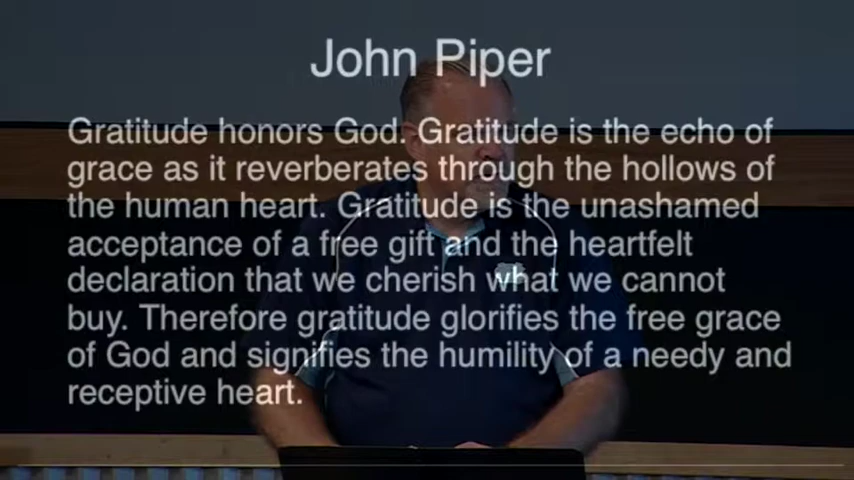 John Piper
Gratitude honors God. Gratitude is the echo of
grace as it reverberates through the hollows of
the human heart. Gratitude is the unashamed
acceptance of a free gift and the heartfelt
declaration that we cherish what we cannot
buy. Therefore gratitude glorifies the free grace
of God and signifies the humility of a needy and
receptive heart.